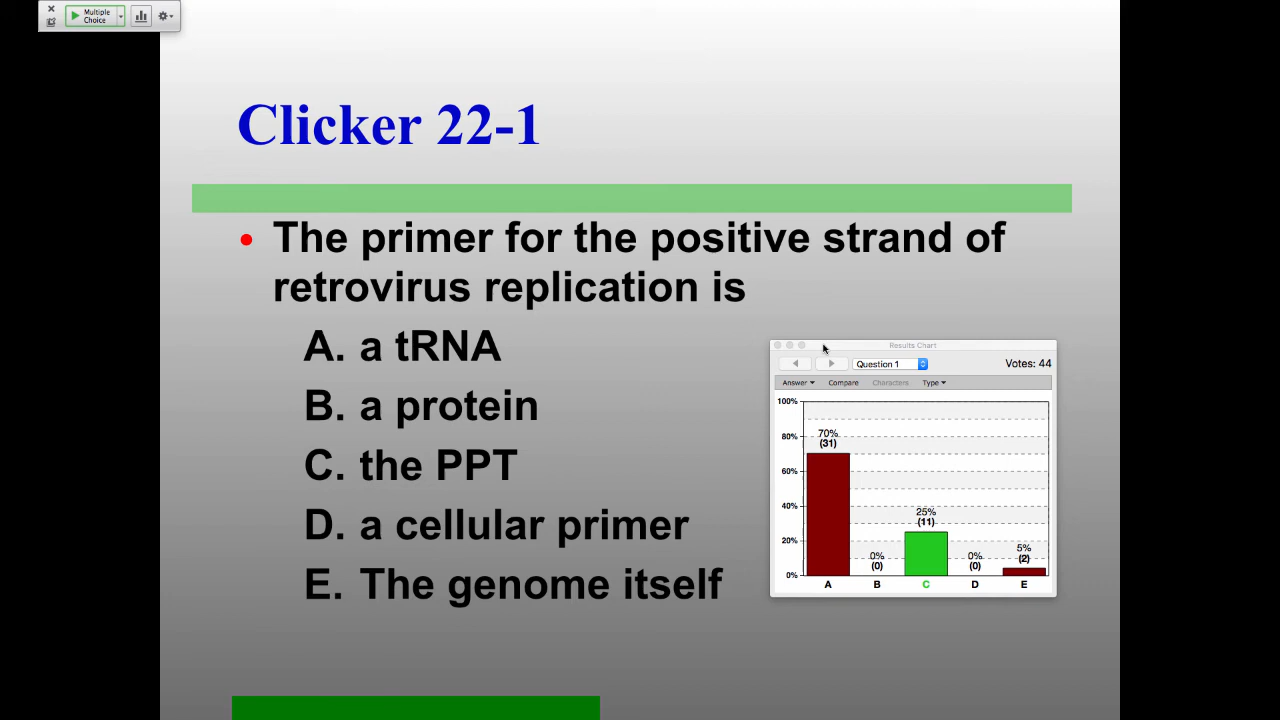 Multiple
Choice
Clicker 22-1
• The primer for the positive strand of
retrovirus replication is
A. a tRNA
B. a protein
C. the PPT
D. a cellular primer
E. The genome itself
Results Chart
Question 1
Votes: 44
Answer Compare Characters Type
100%
80%
60%
40%
20%
0%
70%
(31)
0%
(0)
25%
(11)
0%
(0)
5%
(2)
A B C D E